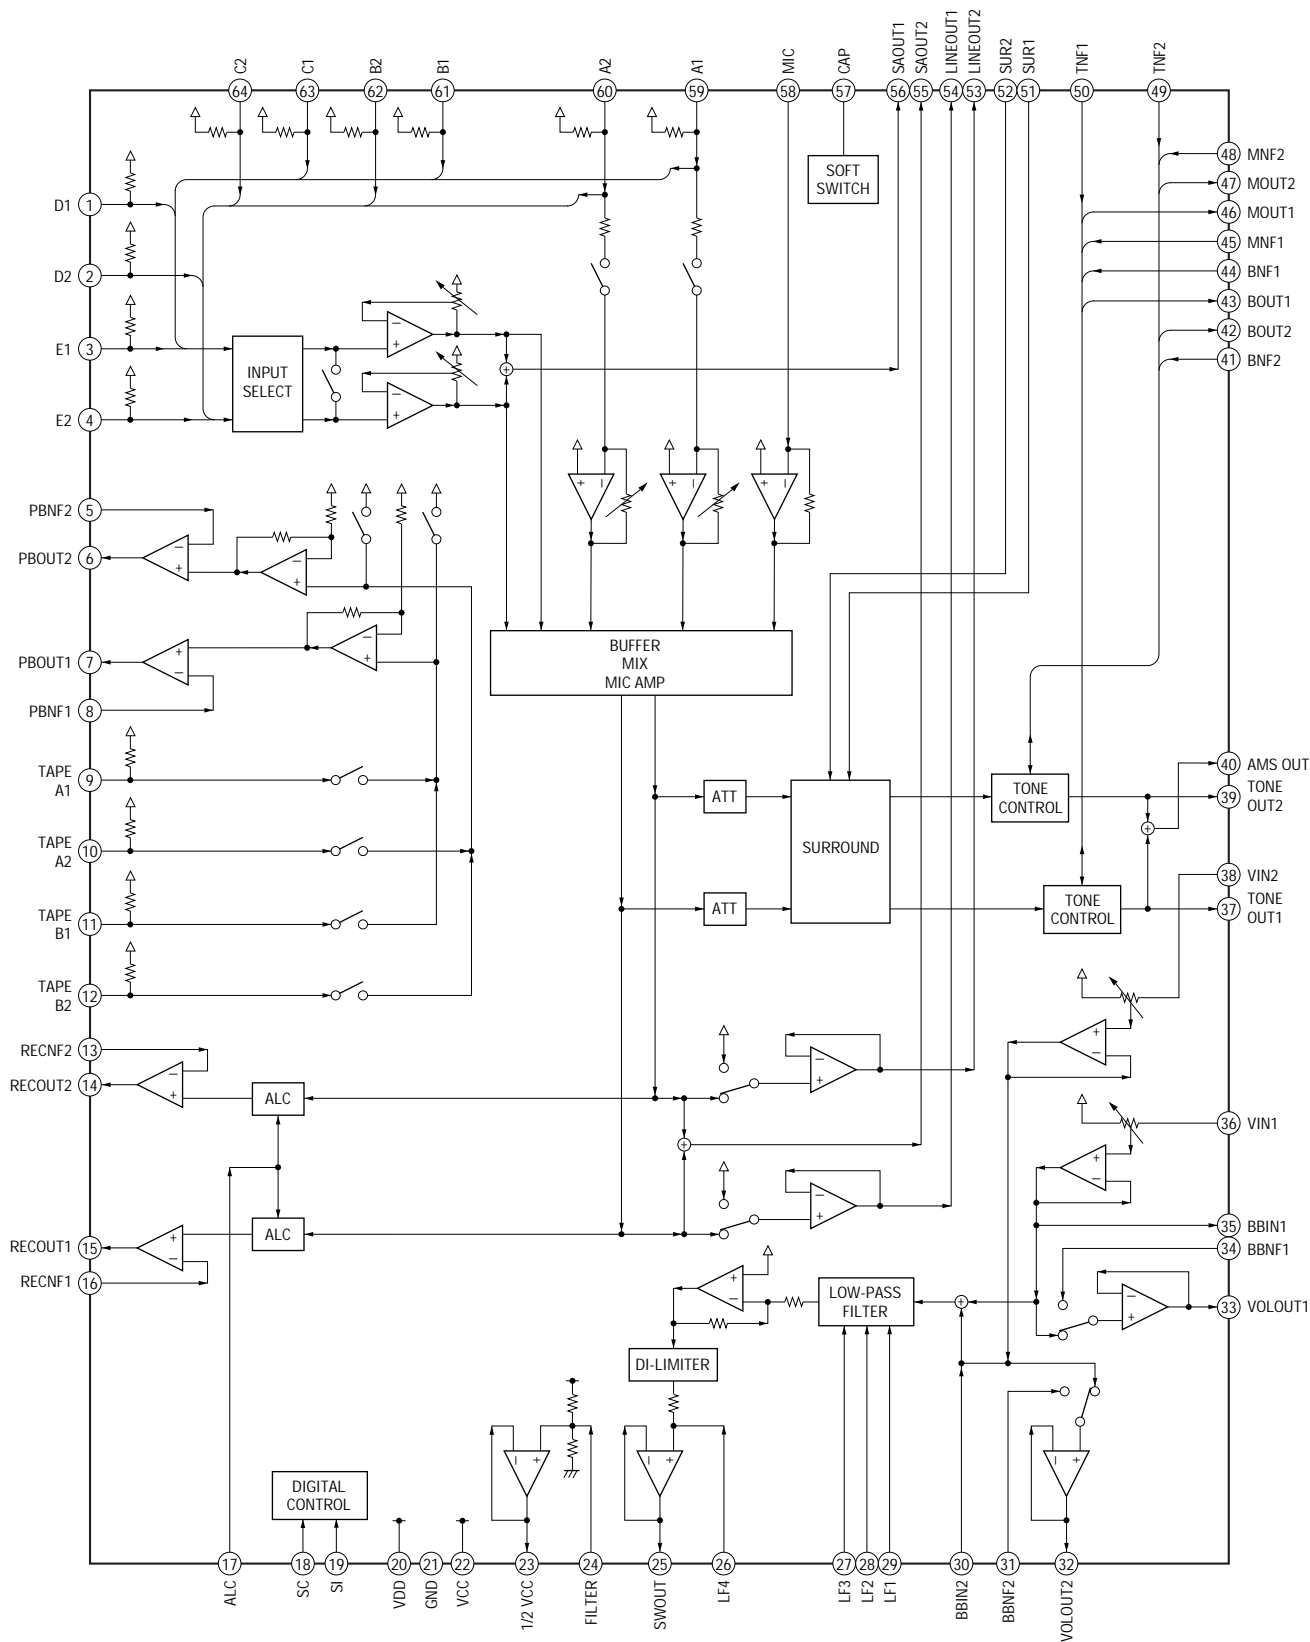 C2
C1
B2
B1
A2
A1
MIC
CAP
SAOUT1
SAOUT2
LINEOUT1
LINEOUT2
SUR2
SUR1
TNF1
TNF2
64
63
62
61
60
59
58
57
56
55
54
53
52
51
50
49
SOFT
SWITCH
D1 1
D2 2
E1 3
E2 4
PBNF2 5
PBOUT2 6
PBOUT1 7
PBNF1 8
TAPE
A1 9
TAPE
A2 10
TAPE
B1 11
TAPE
B2 12
RECNF2 13
RECOUT2 14
RECOUT1 15
RECNF1 16
INPUT
SELECT
− +
− +
+
+ −
+ −
+ −
− +
− +
+ −
− +
BUFFER
MIX
MIC AMP
ATT
ATT
SURROUND
TONE
CONTROL
TONE
CONTROL
+
48 MNF2
47 MOUT2
46 MOUT1
45 MNF1
44 BNF1
43 BOUT1
42 BOUT2
41 BNF2
40 AMS OUT
39 TONE
OUT2
38 VIN2
37 TONE
OUT1
36 VIN1
35 BBIN1
34 BBNF1
33 VOLOUT1
− +
+ −
ALC
ALC
− +
− +
+
+ −
+ −
+ −
LOW-PASS
FILTER
+
− +
DI-LIMITER
− +
− +
− +
DIGITAL
CONTROL
17
18
19
20
21
22
23
24
25
26
27
28
29
30
31
32
ALC
SC
SI
VDD
GND
VCC
1/2 VCC
FILTER
SWOUT
LF4
LF3
LF2
LF1
BBIN2
BBNF2
VOLOUT2